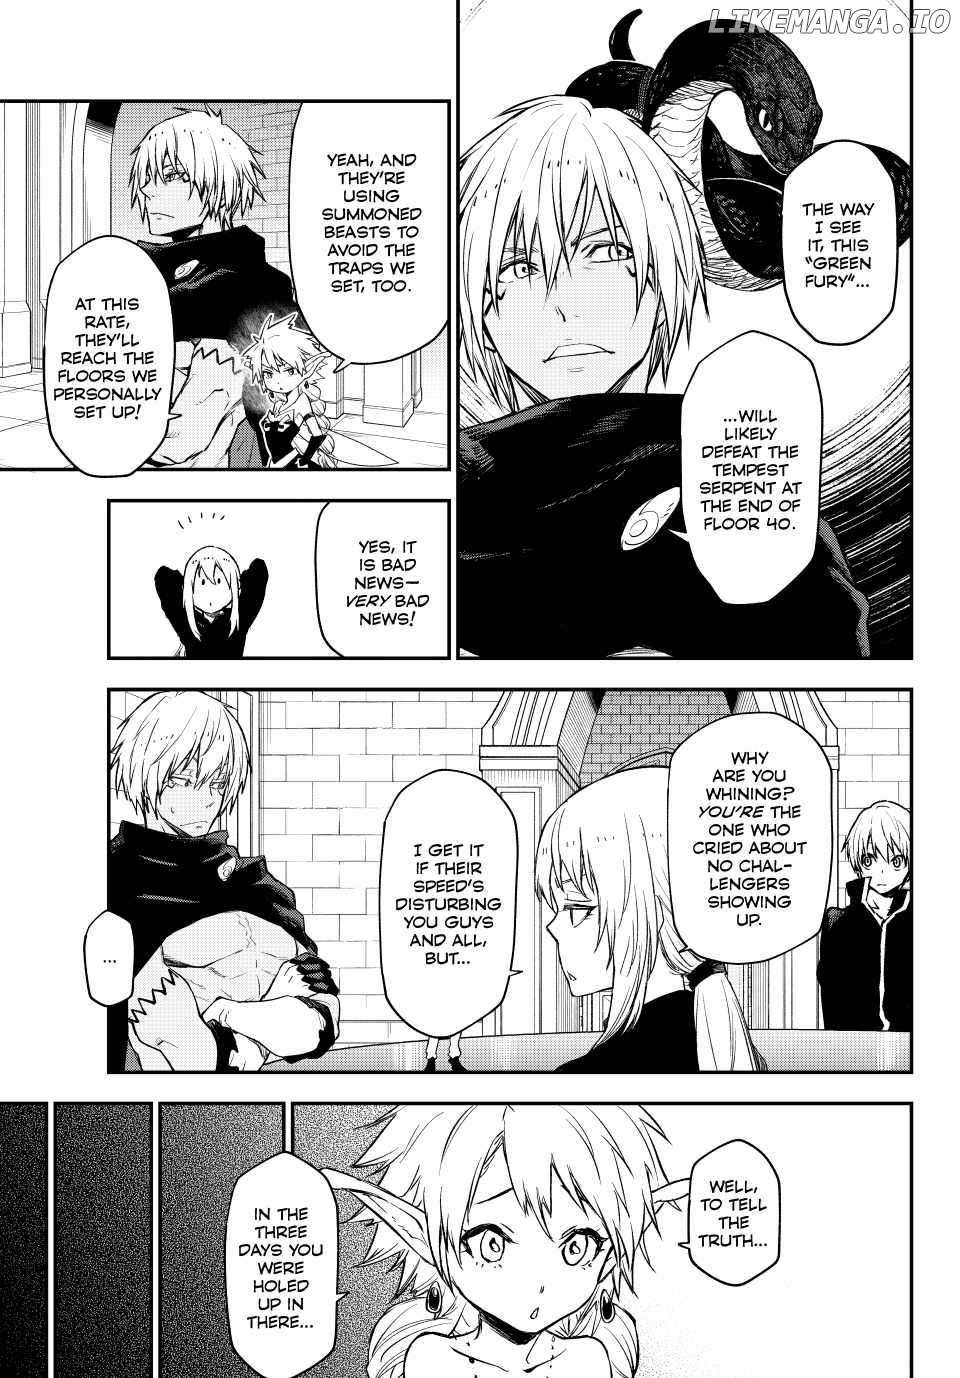 LIKEMANGA.IO
THE WAY
I SEE
IT, THIS
"GREEN
FURY"...
...WILL
LIKELY
DEFEAT THE
TEMPEST
SERPENT AT
THE END OF
FLOOR 40.
YEAH, AND
THEY'RE
USING
SUMMONED
BEASTS TO
AVOID THE
TRAPS WE
SET, TOO.
AT THIS
RATE,
THEY'LL
REACH THE
FLOORS WE
PERSONALLY
SET UP!
YES, IT
IS BAD
NEWS—
VERY BAD
NEWS!
WHY
ARE YOU
WHINING?
YOU'RE THE
ONE WHO
CRIED ABOUT
NO CHAL-
LENGERS
SHOWING
UP.
I GET IT
IF THEIR
SPEED'S
DISTURBING
YOU GUYS
AND ALL,
BUT...
...
WELL,
TO TELL
THE
TRUTH...
IN THE
THREE
DAYS YOU
WERE
HOLED
UP IN
THERE...